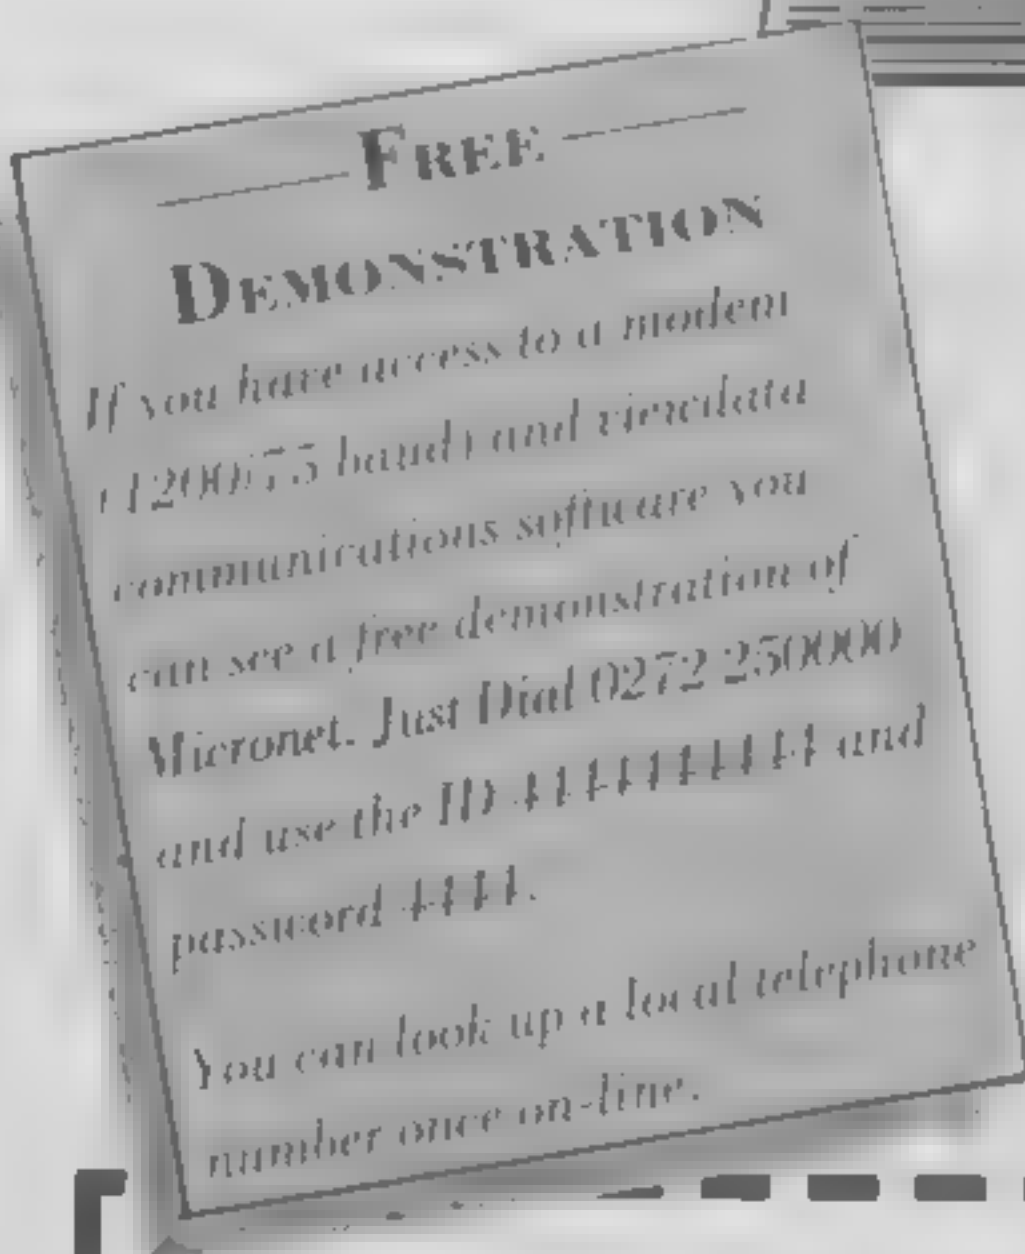 FREE
DEMONSTRATION
If you have access to a modem
(1200/75 baud) and viewdata
communications software you
can see a free demonstration of
Micronet. Just Dial 0272 250000
and use the ID 4444444444 and
password 4444.
You can look up a local telephone
number once on-line.